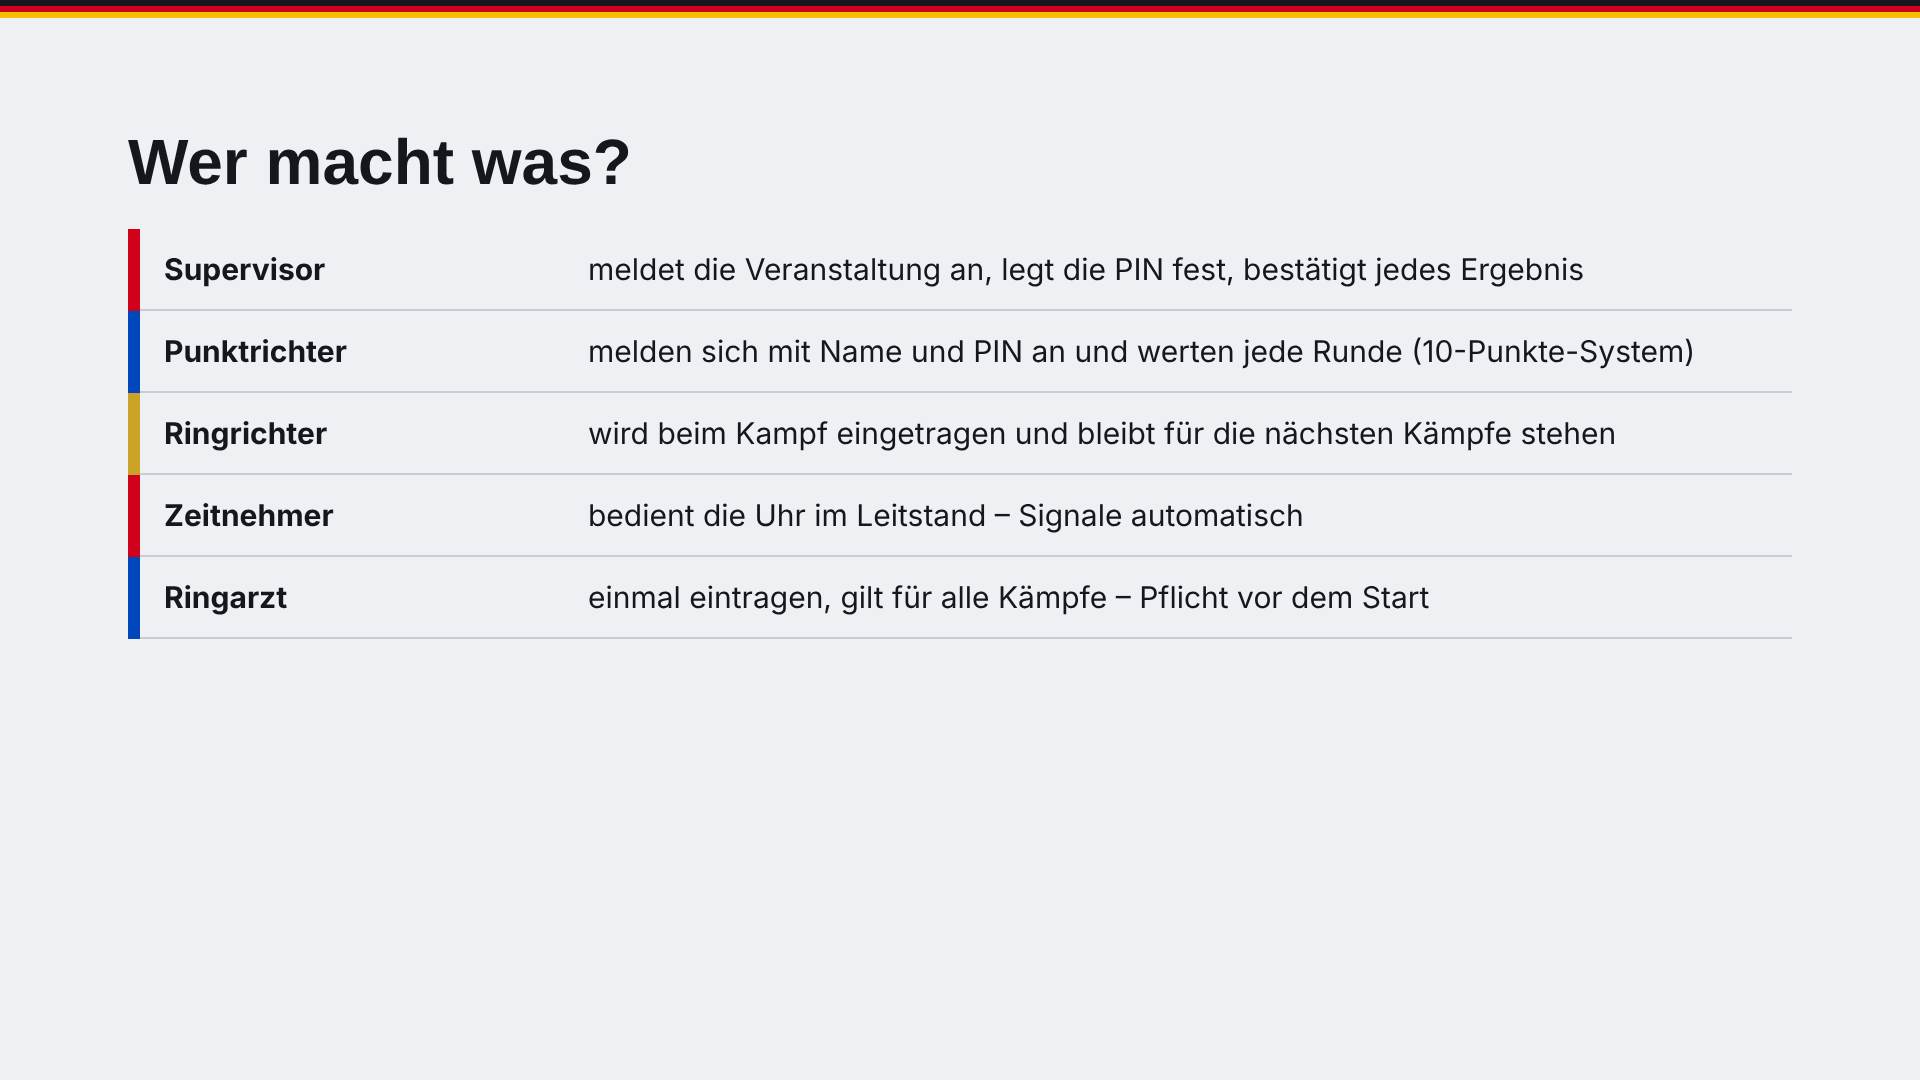 Wer macht was?
Supervisor meldet die Veranstaltung an, legt die PIN fest, bestätigt jedes Ergebnis
Punktrichter melden sich mit Name und PIN an und werten jede Runde (10-Punkte-System)
Ringrichter wird beim Kampf eingetragen und bleibt für die nächsten Kämpfe stehen
Zeitnehmer bedient die Uhr im Leitstand – Signale automatisch
Ringarzt einmal eintragen, gilt für alle Kämpfe – Pflicht vor dem Start